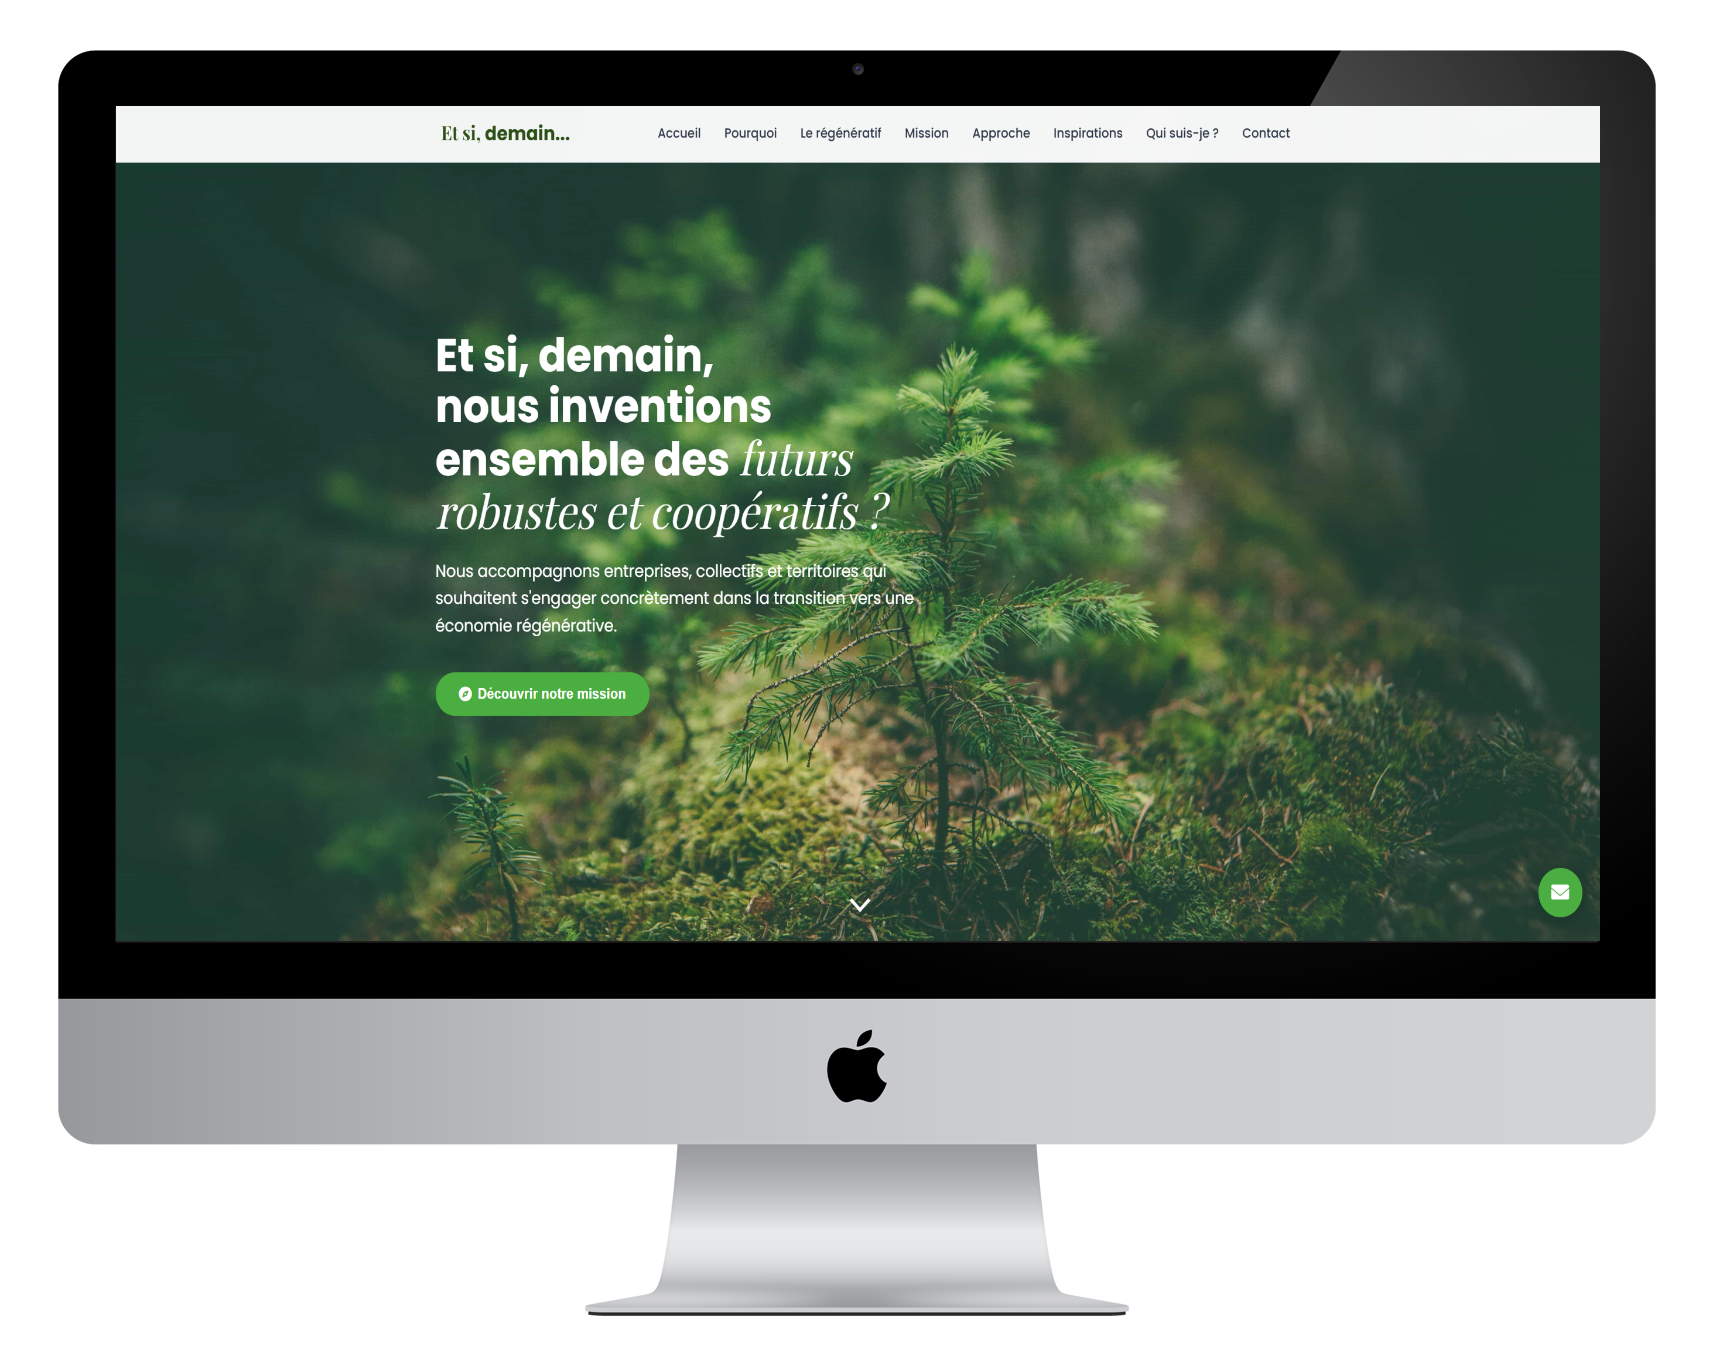 Et si, demain...
Accueil Pourquoi Le régénératif Mission Approche Inspirations Qui suis-je ? Contact
Et si, demain,
nous inventions
ensemble des futurs
robustes et coopératifs ?
Nous accompagnons entreprises, collectifs et territoires qui
souhaitent s'engager concrètement dans la transition vers une
économie régénérative.
Découvrir notre mission